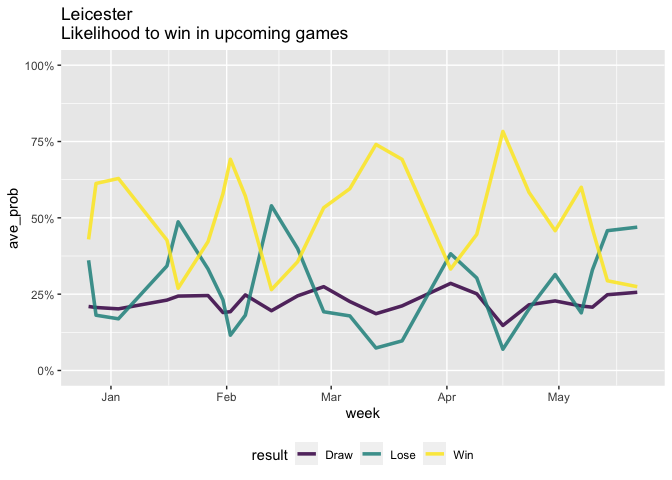 Leicester
Likelihood to win in upcoming games
100%
75%
50%
25%
0%
ave_prob
Jan Feb Mar Apr May
week
result Draw Lose Win